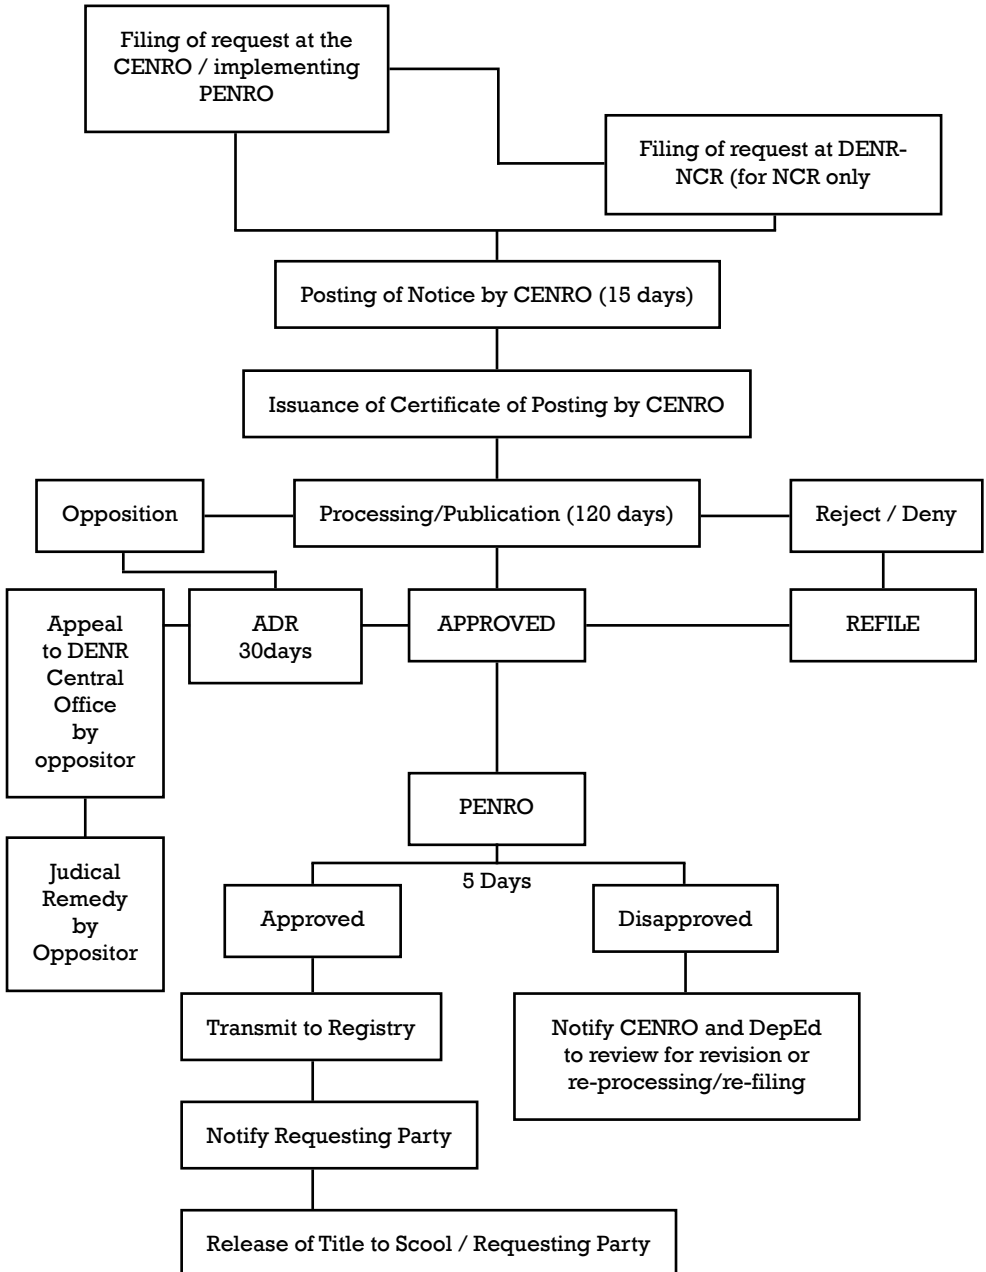 Filing of request at the
CENRO / implementing
PENRO
Filing of request at DENR-
NCR (for NCR only
Posting of Notice by CENRO (15 days)
Issuance of Certificate of Posting by CENRO
Opposition
Processing/Publication (120 days)
Reject / Deny
Appeal
to DENR
Central
Office
by
oppositor
ADR
30days
APPROVED
REFILE
Judical
Remedy
by
Oppositor
PENRO
5 Days
Approved
Disapproved
Transmit to Registry
Notify CENRO and DepEd
to review for revision or
re-processing/re-filing
Notify Requesting Party
Release of Title to Scool / Requesting Party